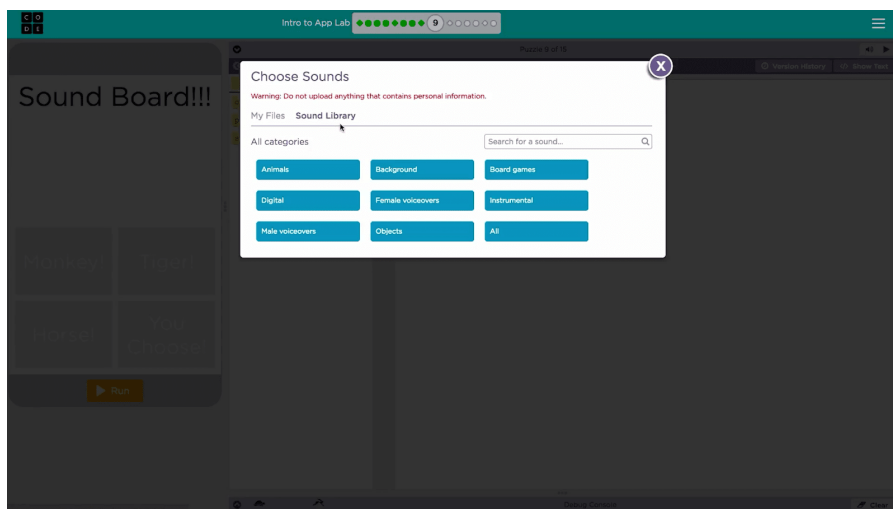 CODE
Intro to App Lab
9
Puzzle 9 of 15
Version History
Show Text
Choose Sounds
Warning: Do not upload anything that contains personal information.
My Files Sound Library
All categories
Search for a sound...
Animals Background Board games
Digital Female voiceovers Instrumental
Male voiceovers Objects All
X
Sound Board!!!
Monkey! Tiger!
Horse! You Choose!
Run
Debug Console
Clear